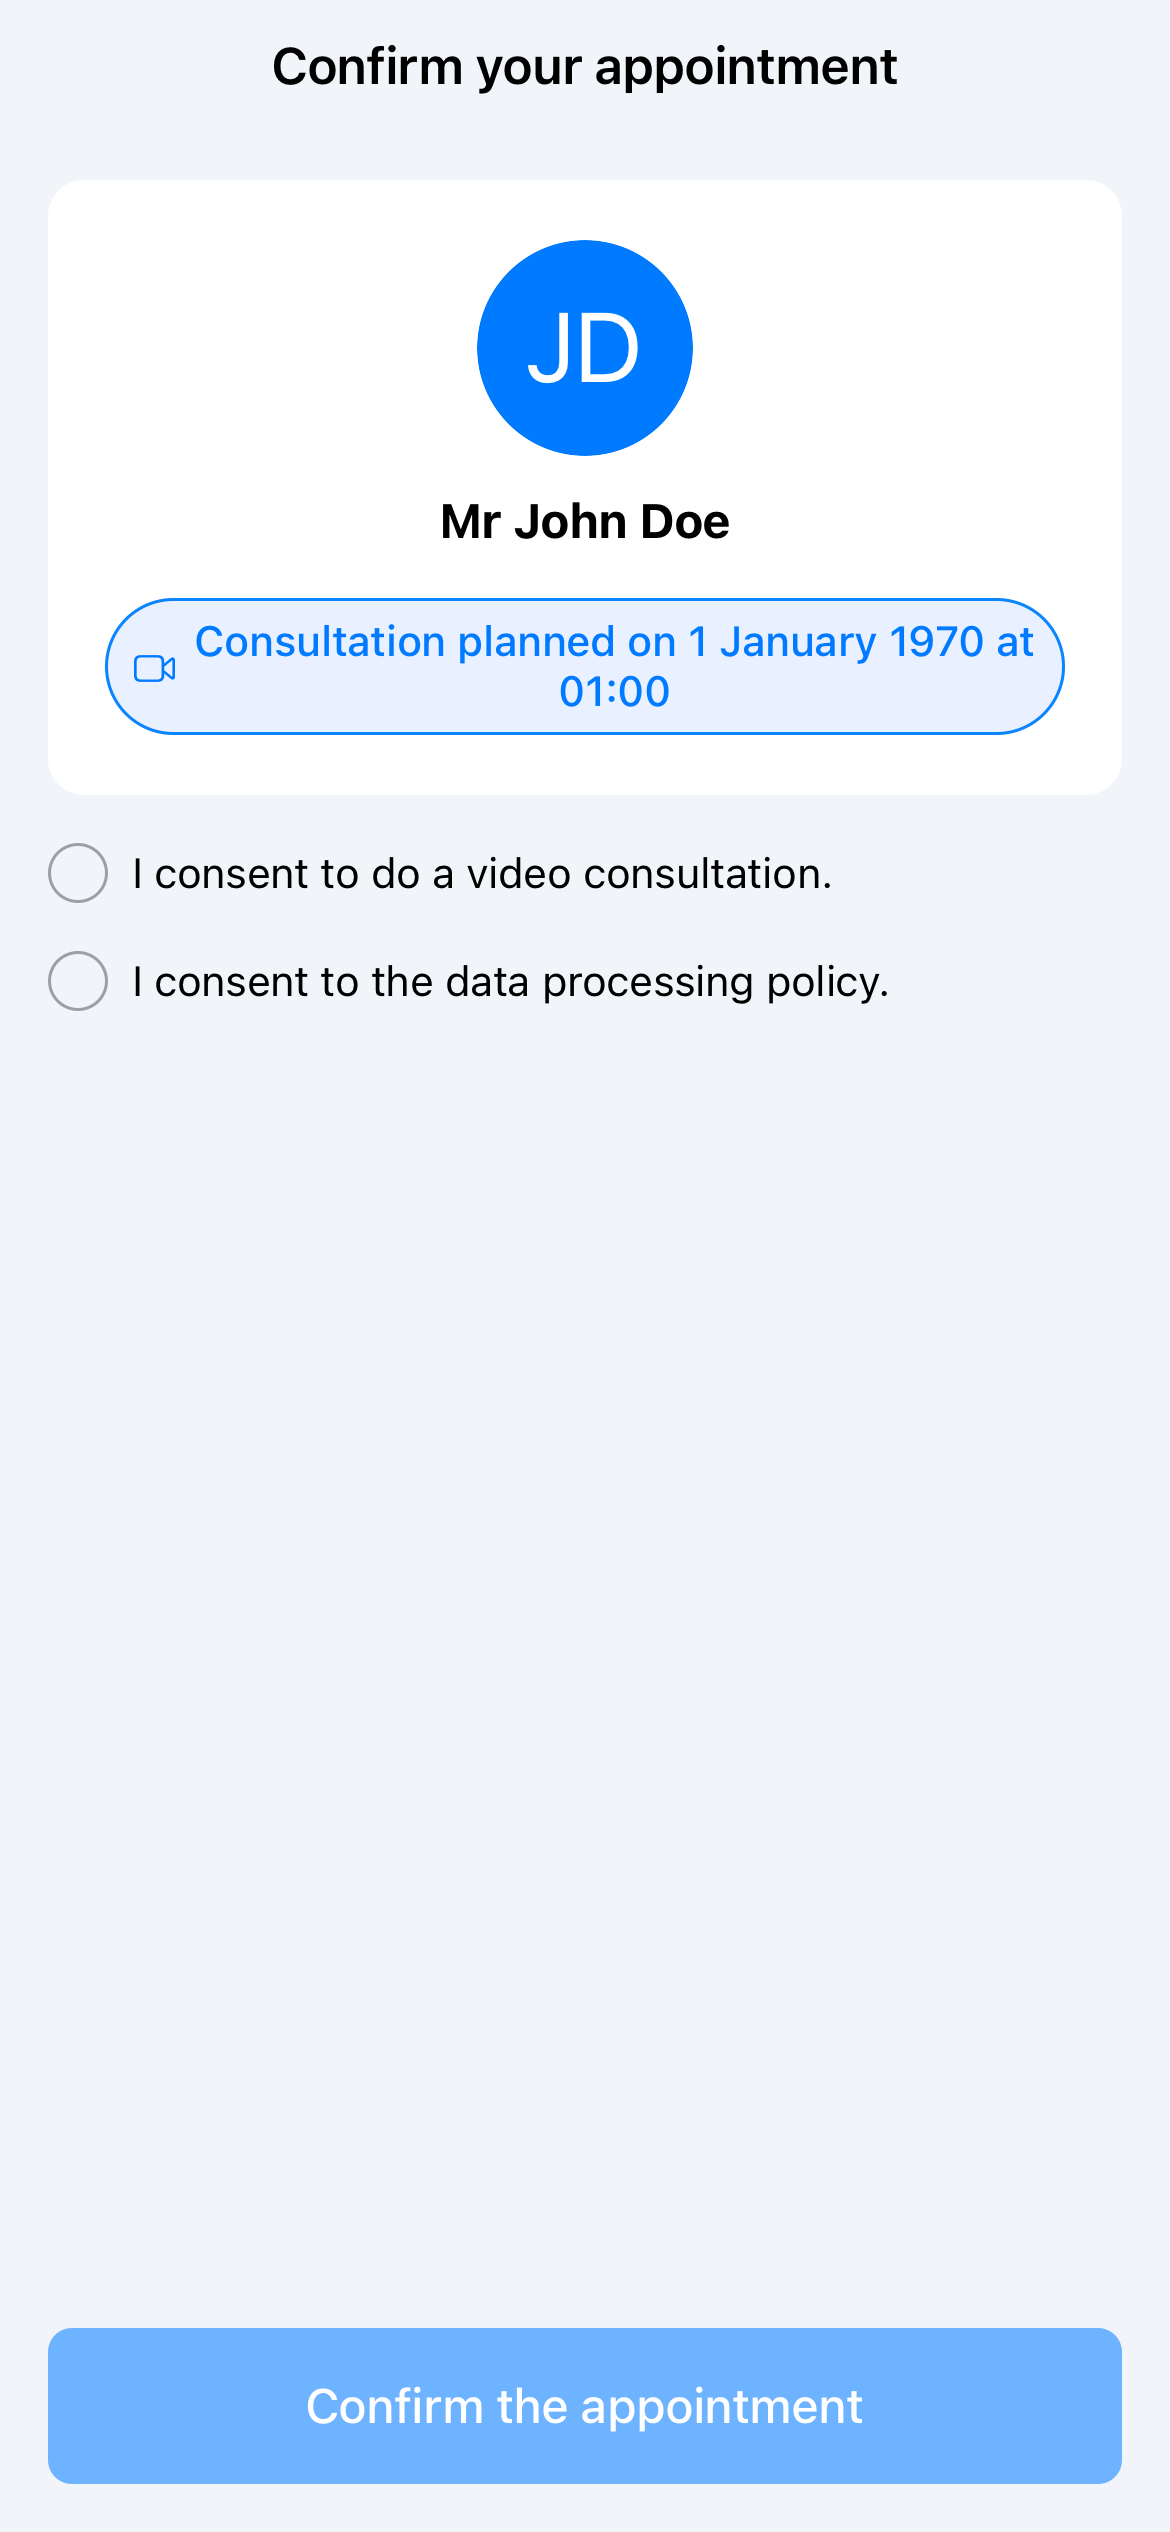 Confirm your appointment
JD
Mr John Doe
Consultation planned on 1 January 1970 at
01:00
I consent to do a video consultation.
I consent to the data processing policy.
Confirm the appointment